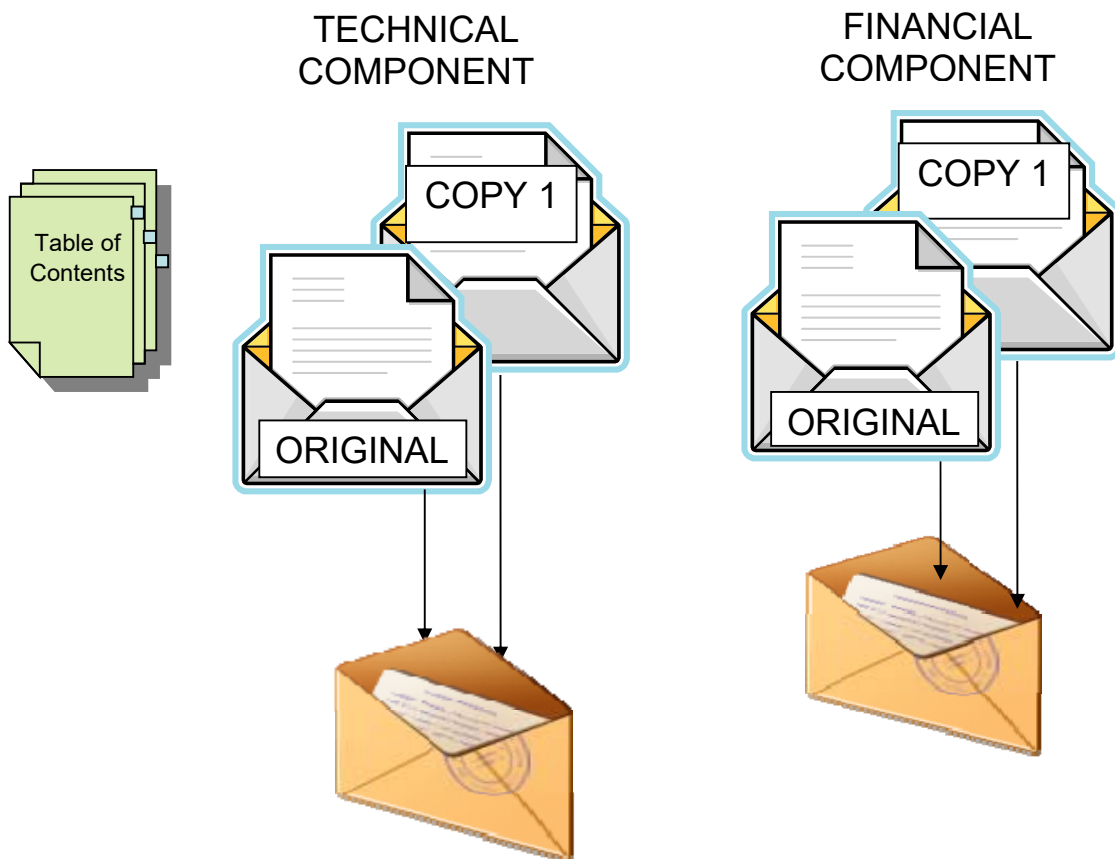 TECHNICAL
COMPONENT
FINANCIAL
COMPONENT
Table of
Contents
COPY 1
ORIGINAL
COPY 1
ORIGINAL